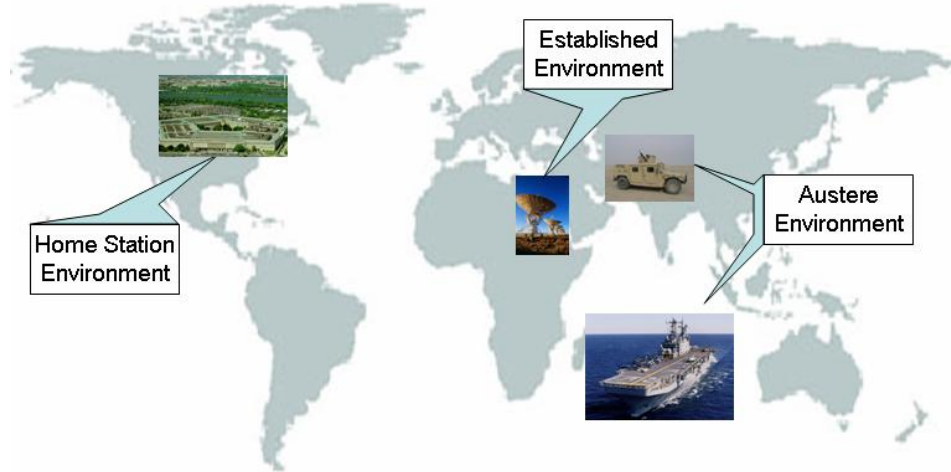 Established
Environment
Austere
Environment
Home Station
Environment